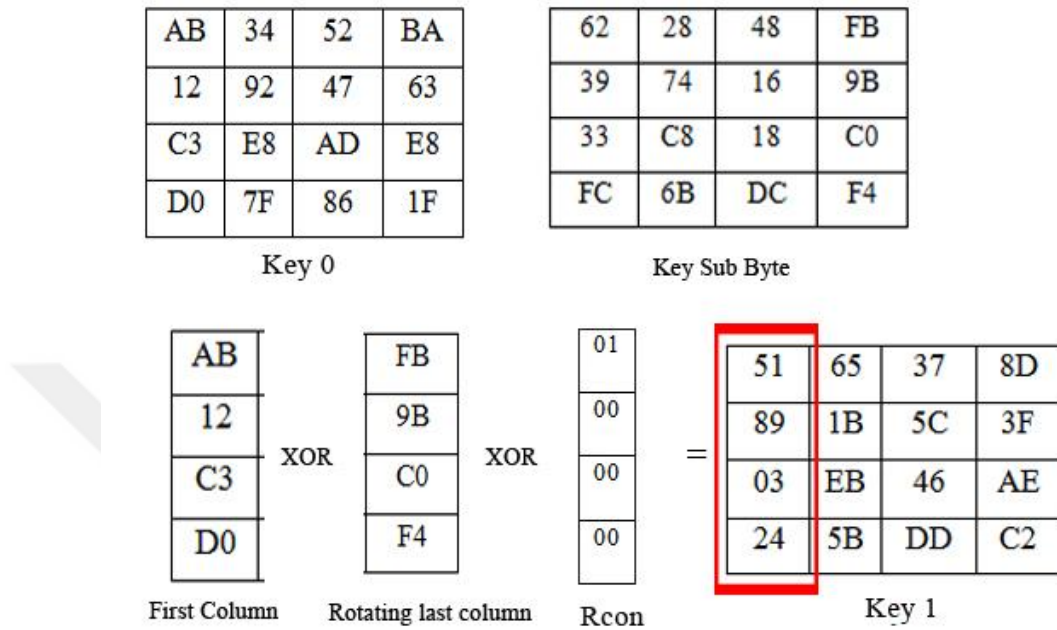 AB 34 52 BA 62 28 48 FB
12 92 47 63 39 74 16 9B
C3 E8 AD E8 33 C8 18 C0
D0 7F 86 1F FC 6B DC F4
Key 0 Key Sub Byte
AB FB 01 51 65 37 8D
12 9B 00 89 1B 5C 3F
XOR XOR =
C3 C0 00 03 EB 46 AE
D0 F4 00 24 5B DD C2
First Column Rotating last column Rcon Key 1